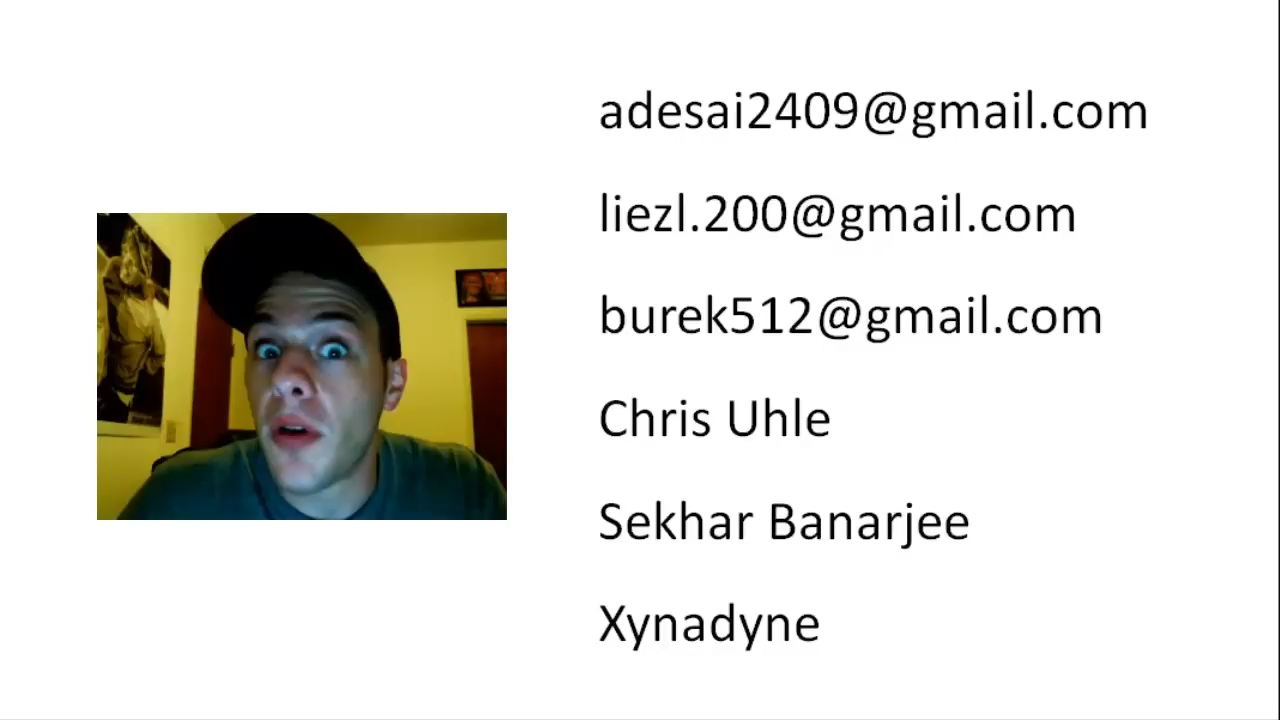 adesai2409@gmail.com
liezl.200@gmail.com
burek512@gmail.com
Chris Uhle
Sekhar Banarjee
Xynadyne